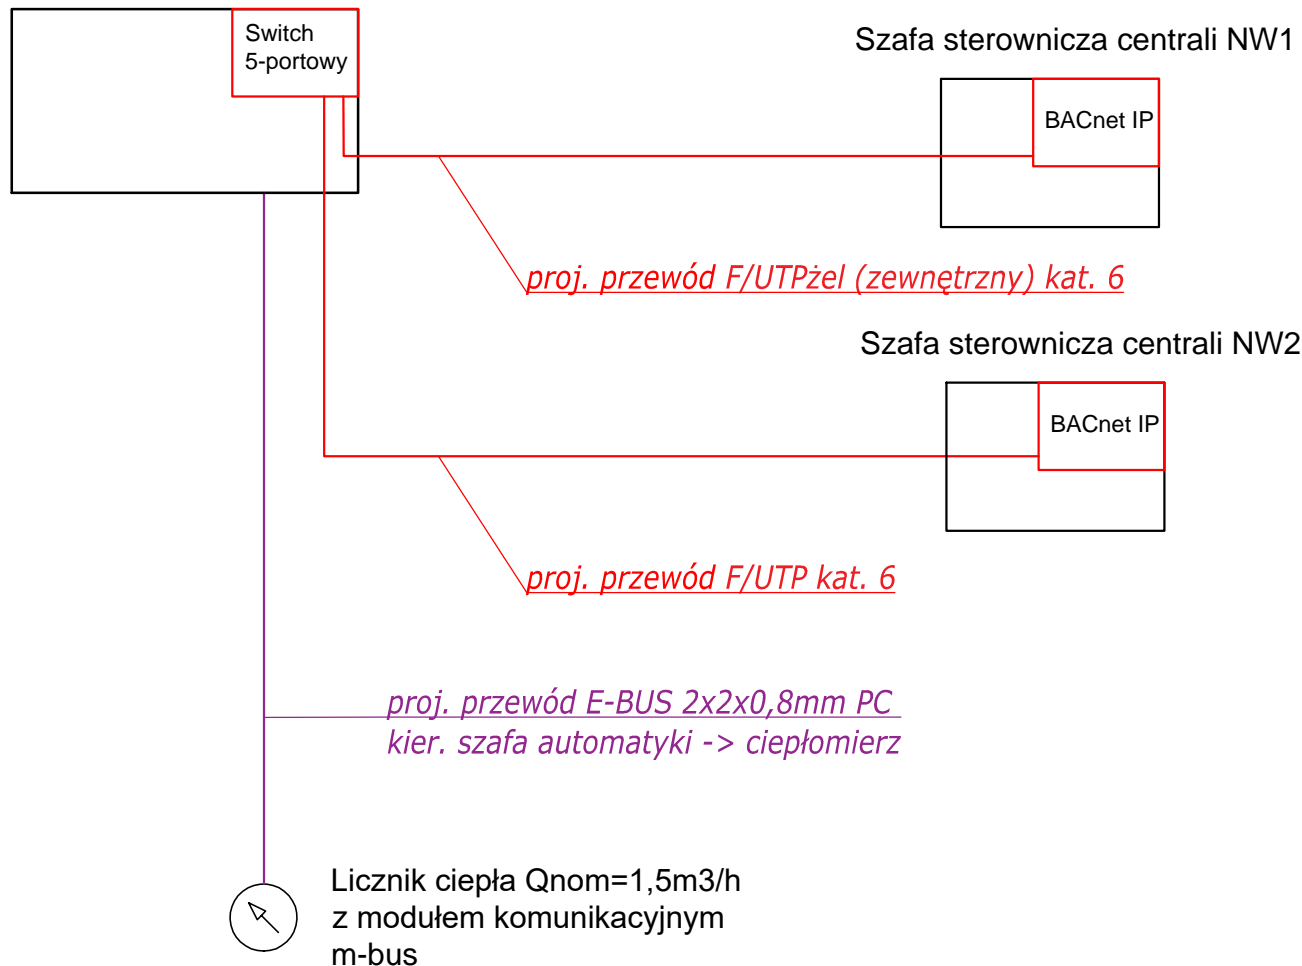 Switch
5-portowy
Szafa sterownicza centrali NW1
BACnet IP
proj. przewód F/UTPżel (zewnętrzny) kat. 6
Szafa sterownicza centrali NW2
BACnet IP
proj. przewód F/UTP kat. 6
proj. przewód E-BUS 2x2x0,8mm PC
kier. szafa automatyki -> ciepłomierz
Licznik ciepła Qnom=1,5m3/h
z modułem komunikacyjnym
m-bus